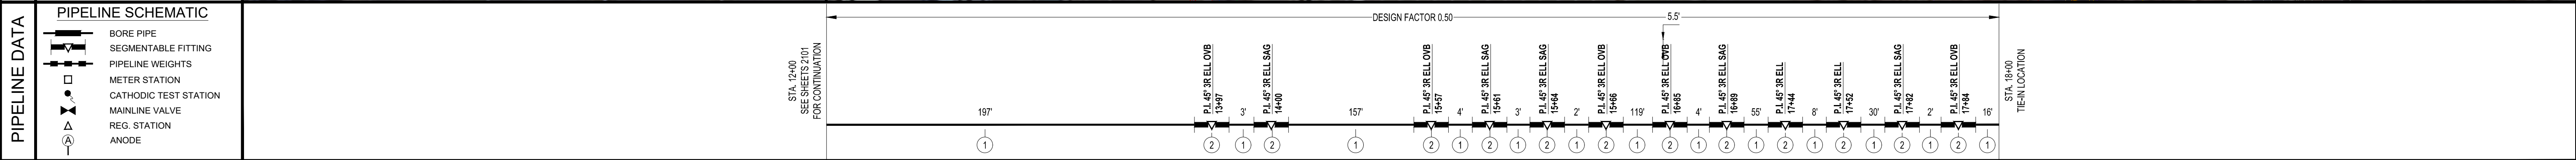 PIPELINE DATA
PIPELINE SCHEMATIC
BORE PIPE
SEGMENTABLE FITTING
PIPELINE WEIGHTS
METER STATION
CATHODIC TEST STATION
MAINLINE VALVE
REG. STATION
A
ANODE
DESIGN FACTOR 0.50
5.5'
STA. 12+00
SEE SHEETS 2101
FOR CONTINUATION
197'
P.I. 45° 3R ELL OVB
13+97
3'
P.I. 45° 3R ELL SAG
14+00
157'
P.I. 45° 3R ELL OVB
15+57
4'
P.I. 45° 3R ELL SAG
15+61
3'
P.I. 45° 3R ELL SAG
15+64
2'
P.I. 45° 3R ELL OVB
15+66
119'
P.I. 45° 3R ELL OVB
16+85
4'
P.I. 45° 3R ELL SAG
16+89
55'
P.I. 45° 3R ELL
17+44
8'
P.I. 45° 3R ELL
17+52
30'
P.I. 45° 3R ELL SAG
17+82
2'
P.I. 45° 3R ELL OVB
17+84
16'
STA. 18+00
TIE-IN LOCATION
1 2 1 2 1 2 1 2 1 2 1 2 1 2 1 2 1 2 1 2 1 2 1 2 1